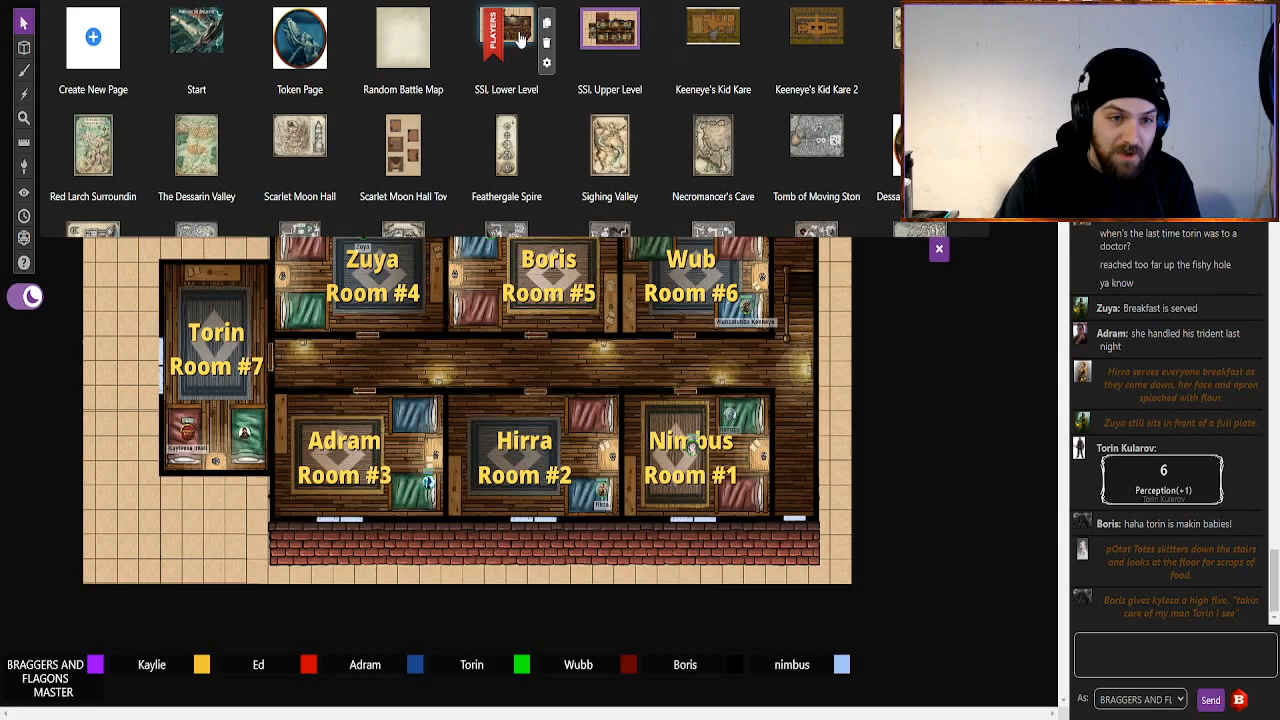 PLAYERS
Create New Page
Start
Token Page
Random Battle Map
SSI, Lower Level
SSI, Upper Level
Keeneye's Kid Kare
Keeneye's Kid Kare 2
Red Larch Surroundin
The Dessarin Valley
Scarlet Moon Hall
Scarlet Moon Hall Tov
Feathergale Spire
Sighing Valley
Necromancer's Cave
Tomb of Moving Ston
Dessa
Zuya
Zuya
Room #4
Boris
Room #5
Wub
Room #6
Torin
Room #7
Adram
Room #3
Hirra
Room #2
Hirra
Nimbus
Room #1
when's the last time torin was to a
doctor?
reached too far up the fishy hole
ya know
Zuya: Breakfast is served
Adram: she handled his trident last
night
Hirra serves everyone breakfast as
they come down, her face and apron
sploched with flour.
Zuya still sits in front of a full plate.
Torin Kularov:
6
Perception(+1)
Torin Kularov
Boris: haha torin is makin babies!
pOtat Totes skitters down the stairs
and looks at the floor for scraps of
food.
Boris gives kylesa a high five, "takin
care of my man Torin I see"
As:
BRAGGERS AND FL
Send
BRAGGERS AND
FLAGONS
MASTER
Kaylie
Ed
Adram
Torin
Wubb
Boris
nimbus